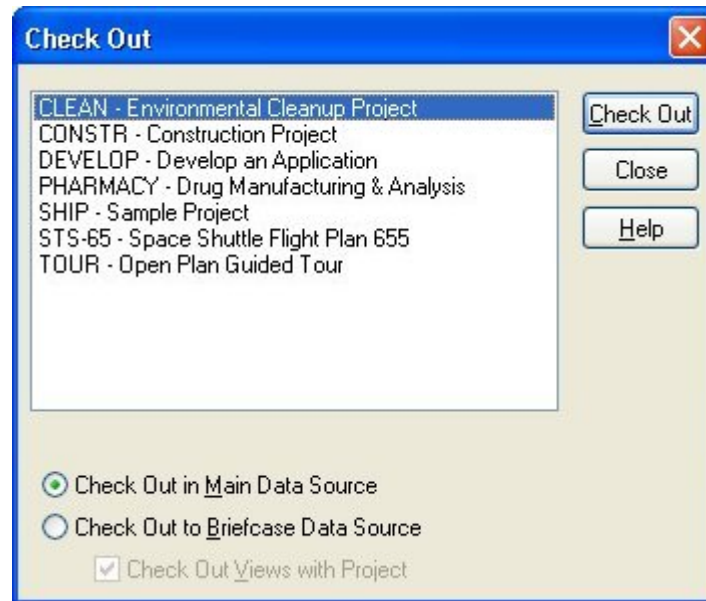 Check Out
CLEAN - Environmental Cleanup Project
CONSTR - Construction Project
DEVELOP - Develop an Application
PHARMACY - Drug Manufacturing & Analysis
SHIP - Sample Project
STS-65 - Space Shuttle Flight Plan 655
TOUR - Open Plan Guided Tour
Check Out
Close
Help
Check Out in Main Data Source
Check Out to Briefcase Data Source
Check Out Views with Project